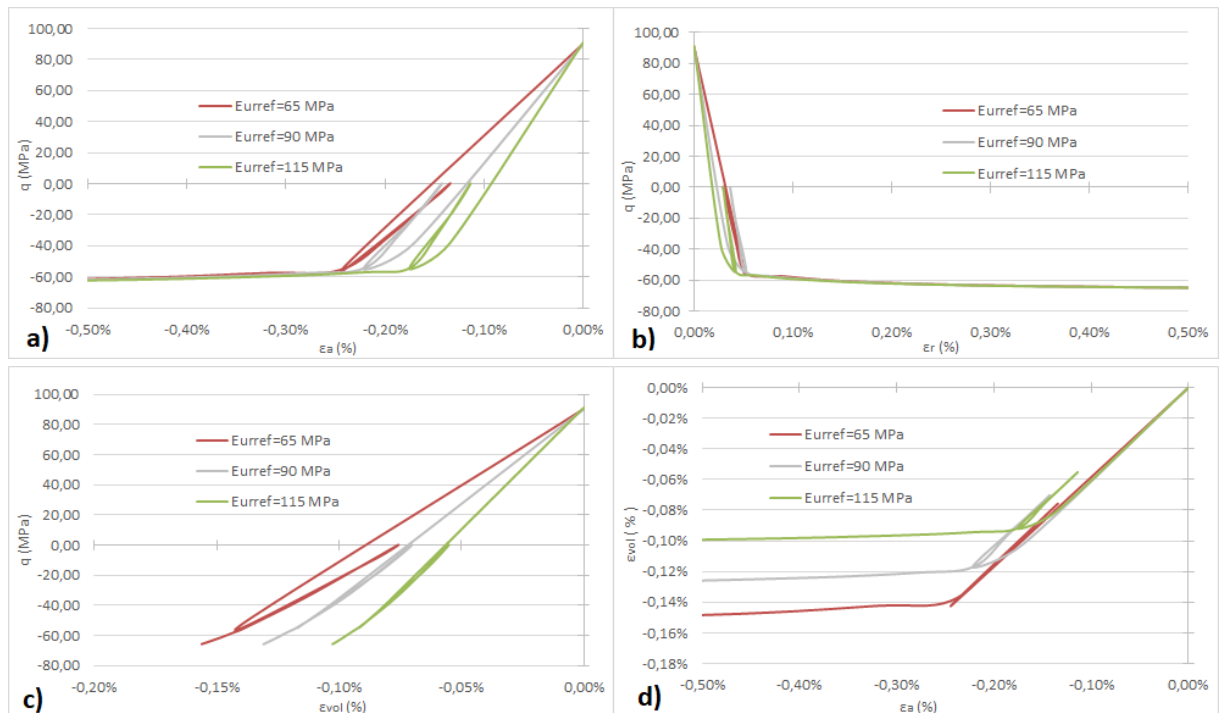 100,00
80,00
60,00
40,00
20,00
0,00
-20,00
-40,00
-60,00
-80,00
q (MPa)
Eurref=65 MPa
Eurref=90 MPa
Eurref=115 MPa
-0,50%
-0,40%
-0,30%
-0,20%
-0,10%
0,00%
εa (%)
a)
100,00
80,00
60,00
40,00
20,00
0,00
-20,00
-40,00
-60,00
-80,00
q (MPa)
Eurref=65 MPa
Eurref=90 MPa
Eurref=115 MPa
0,00%
0,10%
0,20%
0,30%
0,40%
0,50%
εr (%)
b)
100,00
80,00
60,00
40,00
20,00
0,00
-20,00
-40,00
-60,00
-80,00
q (MPa)
Eurref=65 MPa
Eurref=90 MPa
Eurref=115 MPa
-0,20%
-0,15%
-0,10%
-0,05%
0,00%
εvol (%)
c)
0,00%
-0,02%
-0,04%
-0,06%
-0,08%
-0,10%
-0,12%
-0,14%
-0,16%
-0,18%
εvol ( % )
Eurref=65 MPa
Eurref=90 MPa
Eurref=115 MPa
-0,50%
-0,40%
-0,30%
-0,20%
-0,10%
0,00%
εa (%)
d)